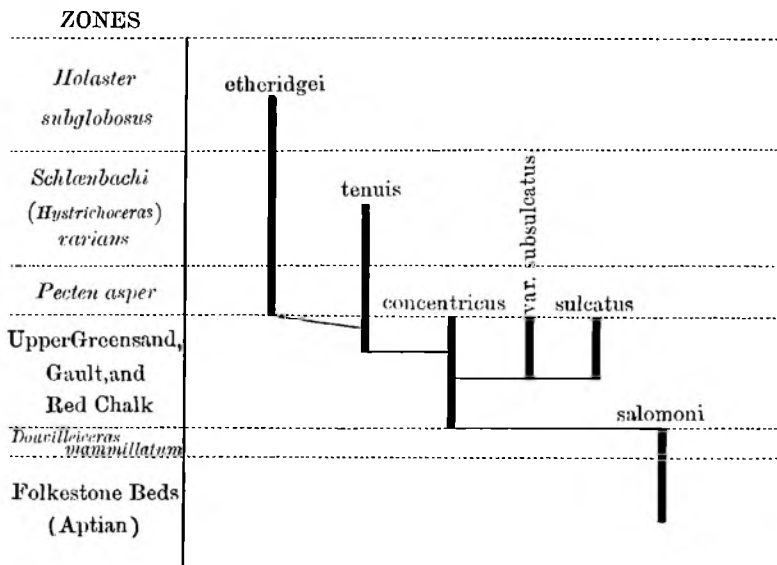 ZONES
Holaster
subglobosus
etheridgei
Schlœnbachi
(Hystrichoceras)
varians
tenuis
var. subsulcatus
Pecten asper
concentricus
sulcatus
UpperGreensand,
Gault,and
Red Chalk
salomoni
Douvilleiceras
mammillatum
Folkestone Beds
(Aptian)